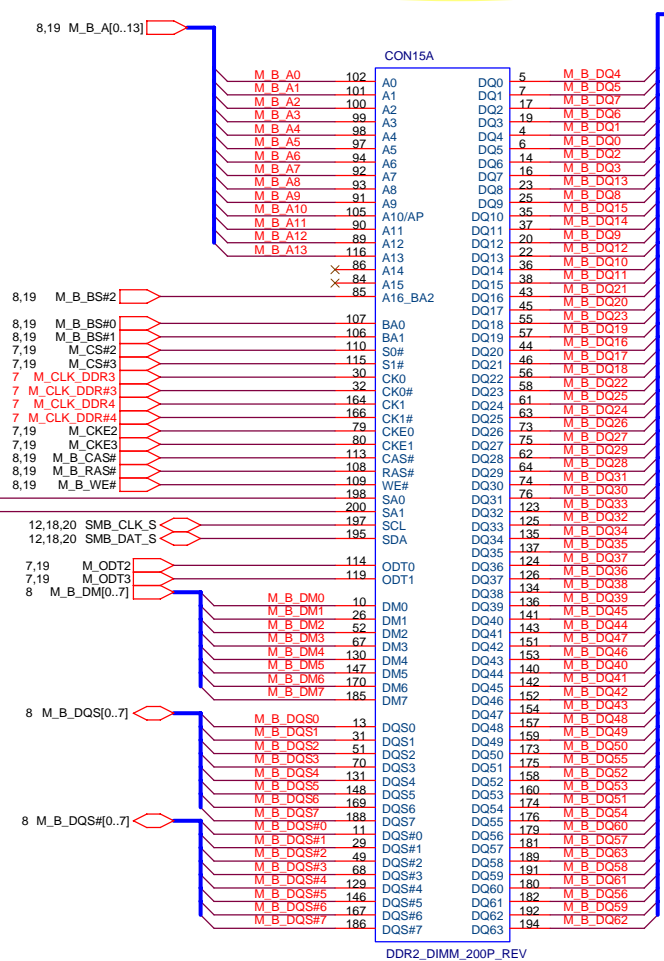 8,19 M_B_A[0..13]
CON15A
M_B_A0 102 A0 DQ0 5 M_B_DQ4
M_B_A1 101 A1 DQ1 7 M_B_DQ5
M_B_A2 100 A2 DQ2 17 M_B_DQ7
M_B_A3 99 A3 DQ3 19 M_B_DQ6
M_B_A4 98 A4 DQ4 4 M_B_DQ1
M_B_A5 97 A5 DQ5 6 M_B_DQ0
M_B_A6 94 A6 DQ6 14 M_B_DQ2
M_B_A7 92 A7 DQ7 16 M_B_DQ3
M_B_A8 93 A8 DQ8 23 M_B_DQ13
M_B_A9 91 A9 DQ9 25 M_B_DQ8
M_B_A10 105 A10/AP DQ10 35 M_B_DQ15
M_B_A11 90 A11 DQ11 37 M_B_DQ14
M_B_A12 89 A12 DQ12 20 M_B_DQ9
M_B_A13 116 A13 DQ13 22 M_B_DQ12
86 A14 DQ14 36 M_B_DQ10
84 A15 DQ15 38 M_B_DQ11
8,19 M_B_BS#2 85 A16_BA2 DQ16 43 M_B_DQ21
DQ17 45 M_B_DQ20
8,19 M_B_BS#0 107 BA0 DQ18 55 M_B_DQ23
8,19 M_B_BS#1 106 BA1 DQ19 57 M_B_DQ19
7,19 M_CS#2 110 S0# DQ20 44 M_B_DQ16
7,19 M_CS#3 115 S1# DQ21 46 M_B_DQ17
7 M_CLK_DDR3 30 CK0 DQ22 56 M_B_DQ18
7 M_CLK_DDR#3 32 CK0# DQ23 58 M_B_DQ22
7 M_CLK_DDR4 164 CK1 DQ24 61 M_B_DQ25
7 M_CLK_DDR#4 166 CK1# DQ25 63 M_B_DQ24
7,19 M_CKE2 79 CKE0 DQ26 73 M_B_DQ26
7,19 M_CKE3 80 CKE1 DQ27 75 M_B_DQ27
8,19 M_B_CAS# 113 CAS# DQ28 62 M_B_DQ29
8,19 M_B_RAS# 108 RAS# DQ29 64 M_B_DQ28
8,19 M_B_WE# 109 WE# DQ30 74 M_B_DQ31
198 SA0 DQ31 76 M_B_DQ30
200 SA1 DQ32 123 M_B_DQ33
12,18,20 SMB_CLK_S 197 SCL DQ33 125 M_B_DQ32
12,18,20 SMB_DAT_S 195 SDA DQ34 135 M_B_DQ34
DQ35 137 M_B_DQ35
7,19 M_ODT2 114 ODT0 DQ36 124 M_B_DQ37
7,19 M_ODT3 119 ODT1 DQ37 126 M_B_DQ36
8 M_B_DM[0..7] DQ38 134 M_B_DQ38
M_B_DM0 10 DM0 DQ39 136 M_B_DQ39
M_B_DM1 26 DM1 DQ40 141 M_B_DQ45
M_B_DM2 52 DM2 DQ41 143 M_B_DQ44
M_B_DM3 67 DM3 DQ42 151 M_B_DQ47
M_B_DM4 130 DM4 DQ43 153 M_B_DQ46
M_B_DM5 147 DM5 DQ44 140 M_B_DQ40
M_B_DM6 170 DM6 DQ45 142 M_B_DQ41
M_B_DM7 185 DM7 DQ46 152 M_B_DQ42
8 M_B_DQS[0..7] DQ47 154 M_B_DQ43
M_B_DQS0 13 DQS0 DQ48 157 M_B_DQ48
M_B_DQS1 31 DQS1 DQ49 159 M_B_DQ49
M_B_DQS2 51 DQS2 DQ50 173 M_B_DQ50
M_B_DQS3 70 DQS3 DQ51 175 M_B_DQ55
M_B_DQS4 131 DQS4 DQ52 158 M_B_DQ52
M_B_DQS5 148 DQS5 DQ53 160 M_B_DQ53
M_B_DQS6 169 DQS6 DQ54 174 M_B_DQ51
M_B_DQS7 188 DQS7 DQ55 176 M_B_DQ54
8 M_B_DQS#[0..7] M_B_DQS#0 11 DQS#0 DQ56 179 M_B_DQ60
M_B_DQS#1 29 DQS#1 DQ57 181 M_B_DQ57
M_B_DQS#2 49 DQS#2 DQ58 189 M_B_DQ63
M_B_DQS#3 68 DQS#3 DQ59 191 M_B_DQ58
M_B_DQS#4 129 DQS#4 DQ60 180 M_B_DQ61
M_B_DQS#5 146 DQS#5 DQ61 182 M_B_DQ56
M_B_DQS#6 167 DQS#6 DQ62 192 M_B_DQ59
M_B_DQS#7 186 DQS#7 DQ63 194 M_B_DQ62
DDR2_DIMM_200P_REV